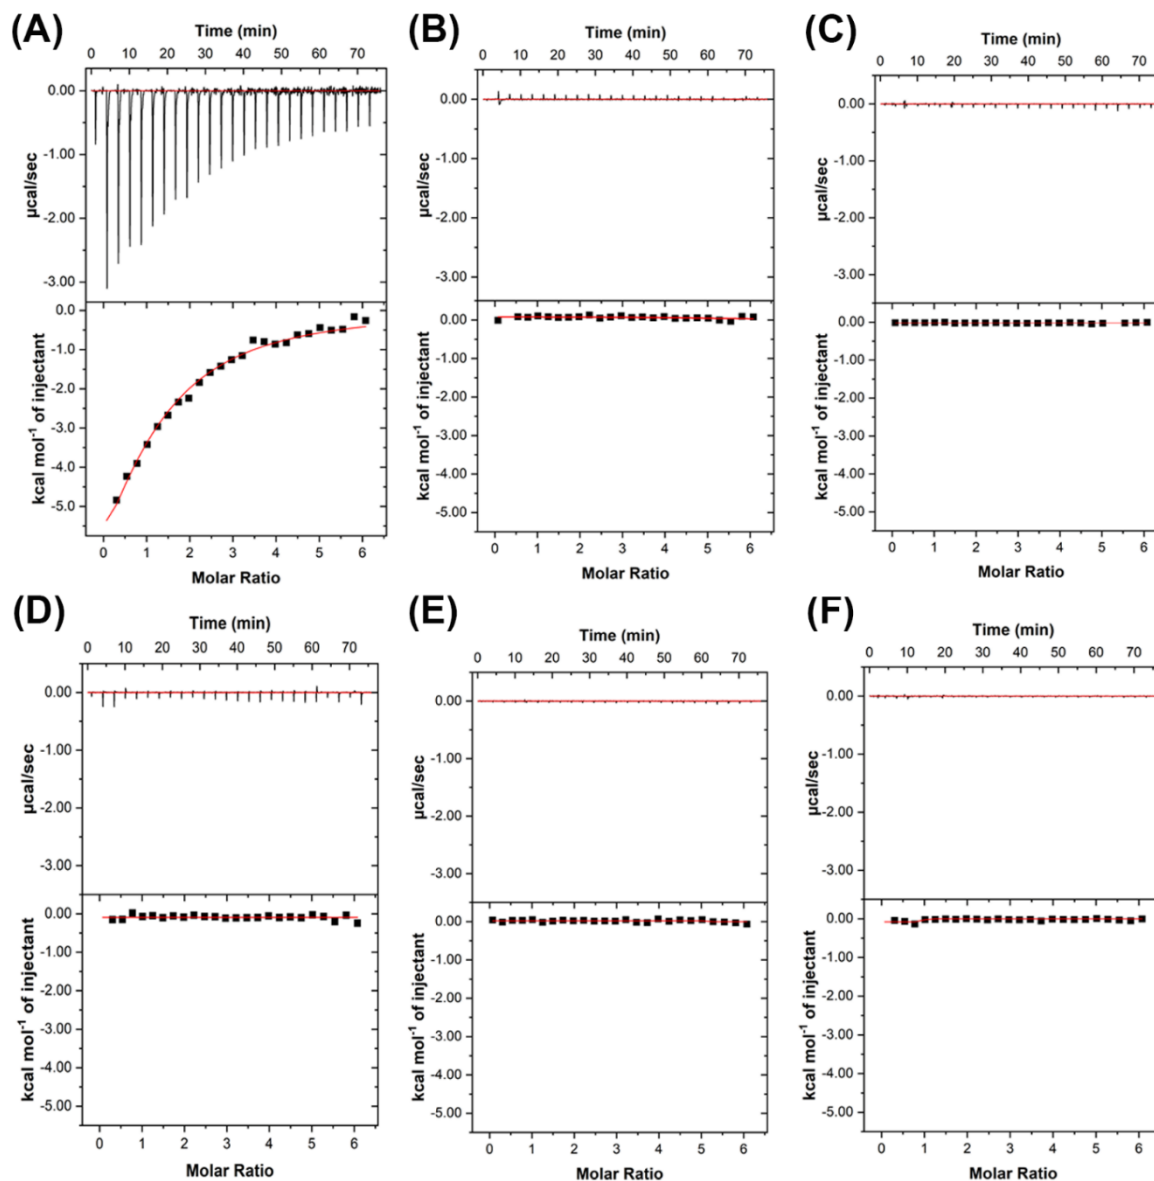 (A)
Time (min)
0 10 20 30 40 50 60 70
0.00
-1.00
-2.00
-3.00
µcal/sec
0.0
-1.0
-2.0
-3.0
-4.0
-5.0
kcal mol⁻¹ of injectant
0 1 2 3 4 5 6
Molar Ratio
(B)
Time (min)
0 10 20 30 40 50 60 70
0.00
-1.00
-2.00
-3.00
µcal/sec
0.00
-1.00
-2.00
-3.00
-4.00
-5.00
kcal mol⁻¹ of injectant
0 1 2 3 4 5 6
Molar Ratio
(C)
Time (min)
0 10 20 30 40 50 60 70
0.00
-1.00
-2.00
-3.00
µcal/sec
0.00
-1.00
-2.00
-3.00
-4.00
-5.00
kcal mol⁻¹ of injectant
0 1 2 3 4 5 6
Molar Ratio
(D)
Time (min)
0 10 20 30 40 50 60 70
0.00
-1.00
-2.00
-3.00
µcal/sec
0.00
-1.00
-2.00
-3.00
-4.00
-5.00
kcal mol⁻¹ of injectant
0 1 2 3 4 5 6
Molar Ratio
(E)
Time (min)
0 10 20 30 40 50 60 70
0.00
-1.00
-2.00
-3.00
µcal/sec
0.00
-1.00
-2.00
-3.00
-4.00
-5.00
kcal mol⁻¹ of injectant
0 1 2 3 4 5 6
Molar Ratio
(F)
Time (min)
0 10 20 30 40 50 60 70
0.00
-1.00
-2.00
-3.00
µcal/sec
0.00
-1.00
-2.00
-3.00
-4.00
-5.00
kcal mol⁻¹ of injectant
0 1 2 3 4 5 6
Molar Ratio